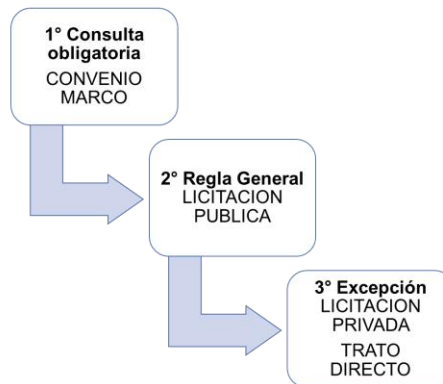 1° Consulta
obligatoria
CONVENIO
MARCO
2° Regla General
LICITACION
PUBLICA
3° Excepción
LICITACION
PRIVADA
TRATO
DIRECTO